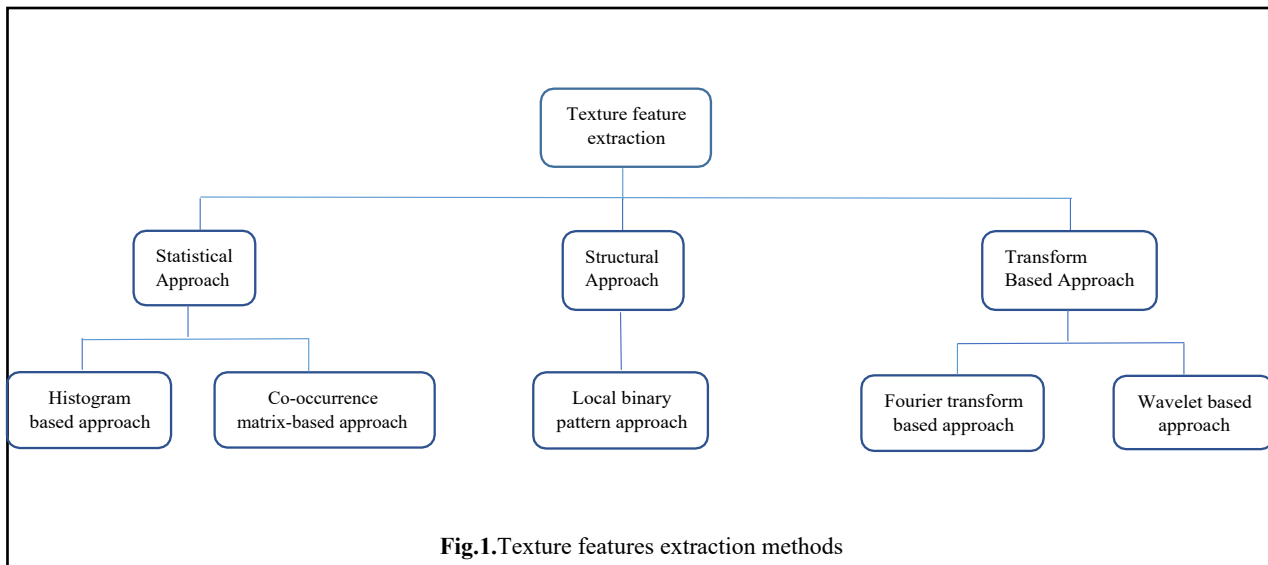 Texture feature
extraction
Statistical
Approach
Structural
Approach
Transform
Based Approach
Histogram
based approach
Co-occurrence
matrix-based approach
Local binary
pattern approach
Fourier transform
based approach
Wavelet based
approach
Fig.1.Texture features extraction methods